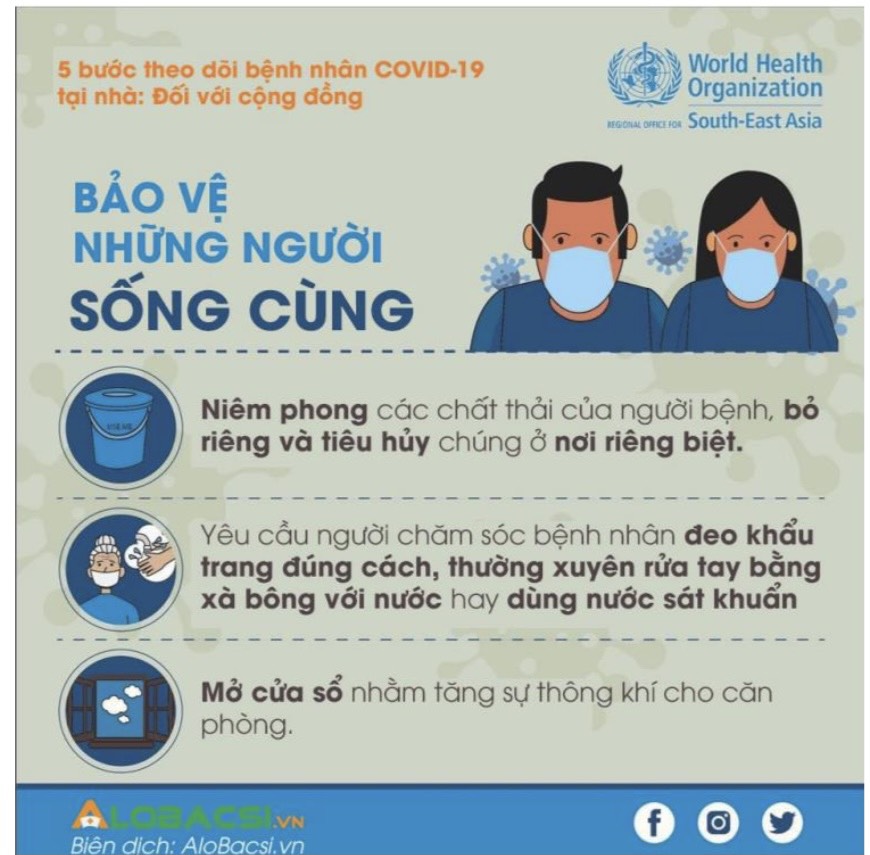 5 bước theo dõi bệnh nhân COVID-19
tại nhà: Đối với cộng đồng
World Health
Organization
REGIONAL OFFICE FOR South-East Asia
BẢO VỆ
NHỮNG NGƯỜI
SỐNG CÙNG
Niêm phong các chất thải của người bệnh, bỏ
riêng và tiêu hủy chúng ở nơi riêng biệt.
Yêu cầu người chăm sóc bệnh nhân đeo khẩu
trang đúng cách, thường xuyên rửa tay bằng
xà bông với nước hay dùng nước sát khuẩn
Mở cửa sổ nhằm tăng sự thông khí cho căn
phòng.
ALOBACSI.VN
Biên dịch: AloBacsi.vn